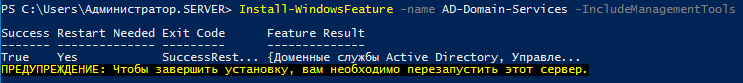 PS C:\Users\Администратор.SERVER> Install-WindowsFeature -name AD-Domain-Services -IncludeManagementTools
Success Restart Needed Exit Code Feature Result
------- -------------- --------- --------------
True Yes SuccessRest... {Доменные службы Active Directory, Управле...
ПРЕДУПРЕЖДЕНИЕ: Чтобы завершить установку, вам необходимо перезапустить этот сервер.